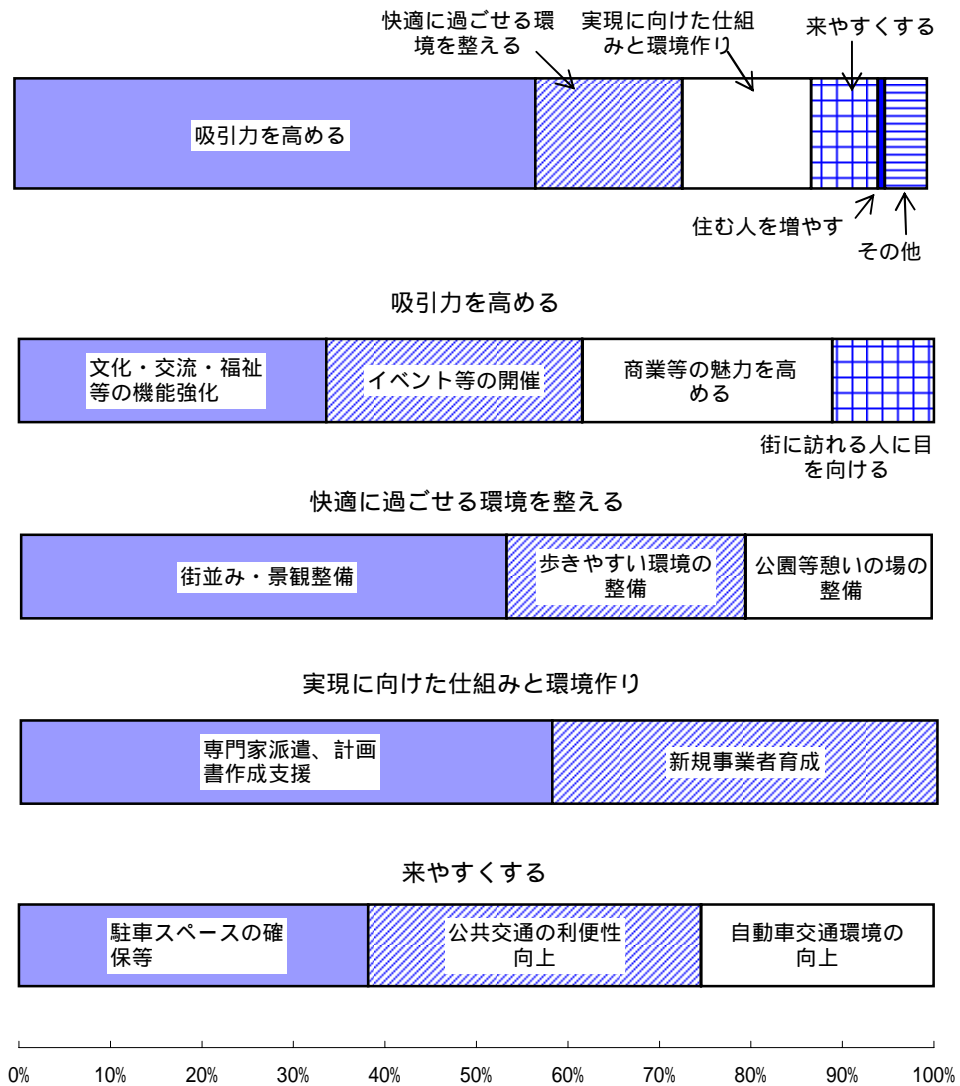 快適に過ごせる環
境を整える
実現に向けた仕組
みと環境作り
来やすくする
吸引力を高める
住む人を増やす
その他
吸引力を高める
文化・交流・福祉
等の機能強化
イベント等の開催
商業等の魅力を高
める
街に訪れる人に目
を向ける
快適に過ごせる環境を整える
街並み・景観整備
歩きやすい環境の
整備
公園等憩いの場の
整備
実現に向けた仕組みと環境作り
専門家派遣、計画
書作成支援
新規事業者育成
来やすくする
駐車スペースの確
保等
公共交通の利便性
向上
自動車交通環境の
向上
0% 10% 20% 30% 40% 50% 60% 70% 80% 90% 100%